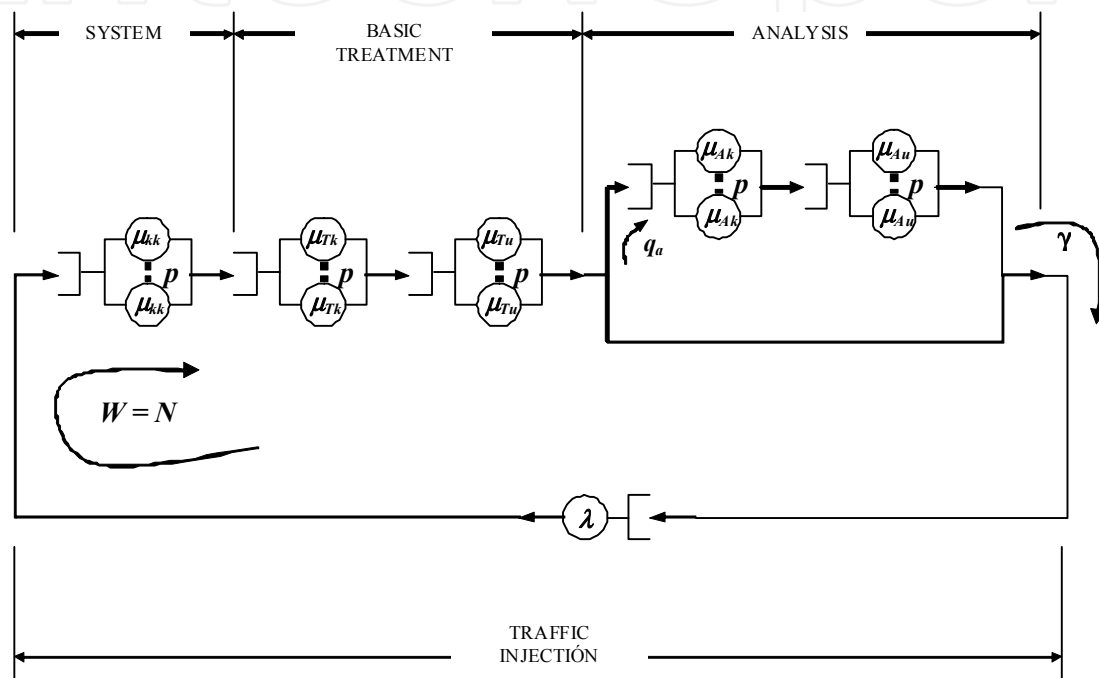 SYSTEM
BASIC
TREATMENT
ANALYSIS
μAk
p
μAk
μAu
p
μAu
qa
γ
μkk
p
μkk
μTk
p
μTk
μTu
p
μTu
W = N
λ
TRAFFIC
INJECTIÓN